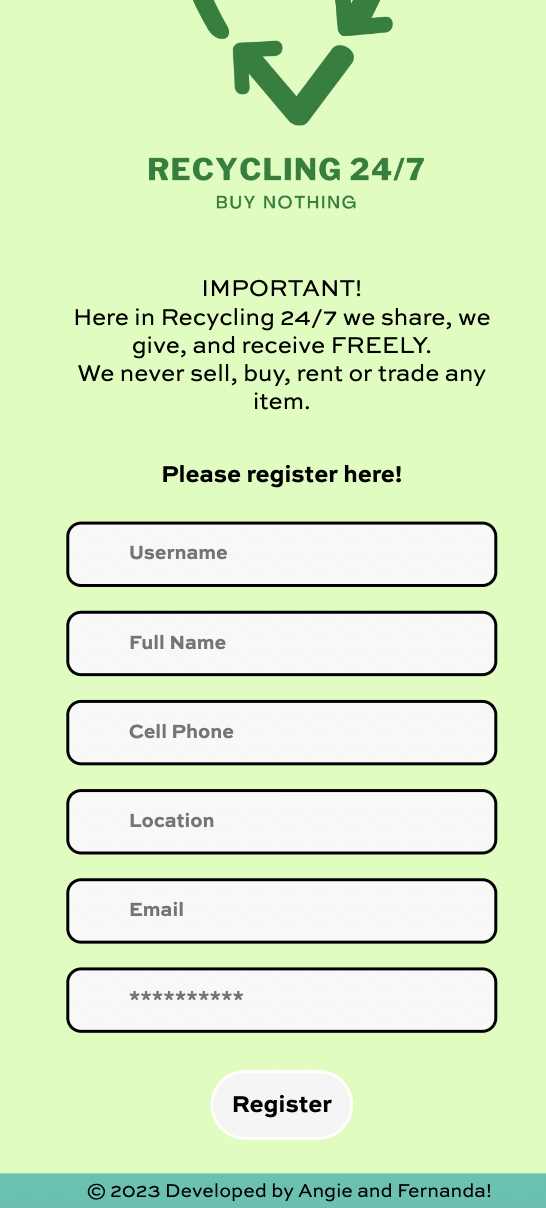 RECYCLING 24/7
BUY NOTHING
IMPORTANT!
Here in Recycling 24/7 we share, we
give, and receive FREELY.
We never sell, buy, rent or trade any
item.
Please register here!
Username
Full Name
Cell Phone
Location
Email
**********
Register
© 2023 Developed by Angie and Fernanda!